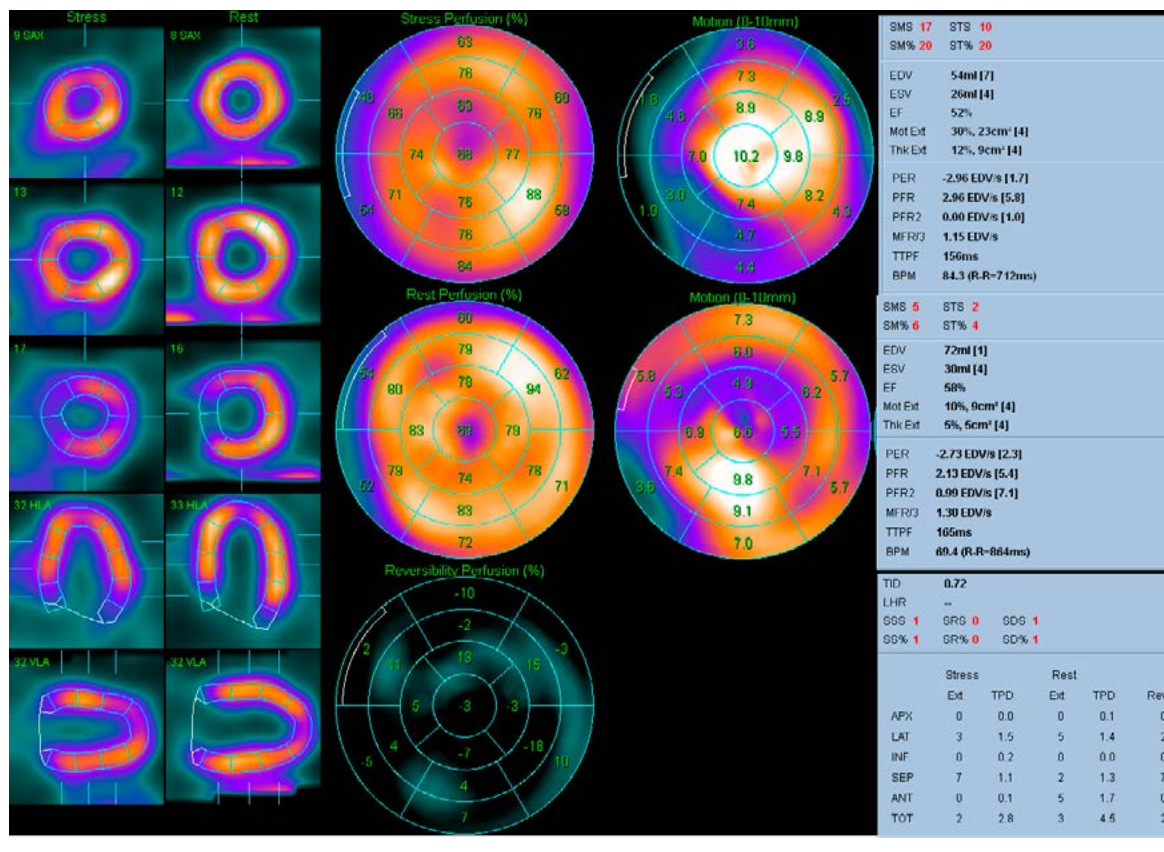 Stress Rest
9 SAX 8 SAX
13 12
17 16
32 HLA 33 HLA
32 VLA 32 VLA
Stress Perfusion (%)
63
76
48 66 63 76 60
74 68 77
54 71 76 88 58
76
84
Motion (0-10mm)
3.6
7.3
1.6 4.6 8.9 8.9 2.5
7.0 10.2 9.8
1.9 3.0 7.4 8.2 4.3
4.7
4.4
Rest Perfusion (%)
60
79
54 80 78 94 62
83 69 79
52 79 74 78 71
83
72
Motion (0-10mm)
7.3
6.0
5.8 5.3 4.9 6.2 5.7
6.9 6.6 5.5
3.6 7.4 9.8 7.1 5.7
9.1
7.0
Reversibility Perfusion (%)
-10
-2
2 11 13 15 -3
5 -3 -3
-5 4 -7 -18 10
4
7
SMS 17 STS 10
SM% 20 ST% 20
EDV 54ml [7]
ESV 26ml [4]
EF 52%
Mot Ext 30%, 23cm² [4]
Thk Ext 12%, 9cm² [4]
PER -2.96 EDV/s [1.7]
PFR 2.96 EDV/s [5.8]
PFR2 0.00 EDV/s [1.0]
MFR/3 1.15 EDV/s
TTPF 156ms
BPM 84.3 (R-R=712ms)
SMS 5 STS 2
SM% 6 ST% 4
EDV 72ml [1]
ESV 30ml [4]
EF 58%
Mot Ext 10%, 9cm² [4]
Thk Ext 5%, 5cm² [4]
PER -2.73 EDV/s [2.3]
PFR 2.13 EDV/s [5.4]
PFR2 0.99 EDV/s [7.1]
MFR/3 1.30 EDV/s
TTPF 165ms
BPM 69.4 (R-R=864ms)
TID 0.72
LHR --
SSS 1 SRS 0 SDS 1
SS% 1 SR% 0 SD% 1
Stress Rest
Ext TPD Ext TPD
APX 0 0.0 0 0.1
LAT 3 1.5 5 1.4
INF 0 0.2 0 0.0
SEP 7 1.1 2 1.3
ANT 0 0.1 5 1.7
TOT 2 2.8 3 4.5